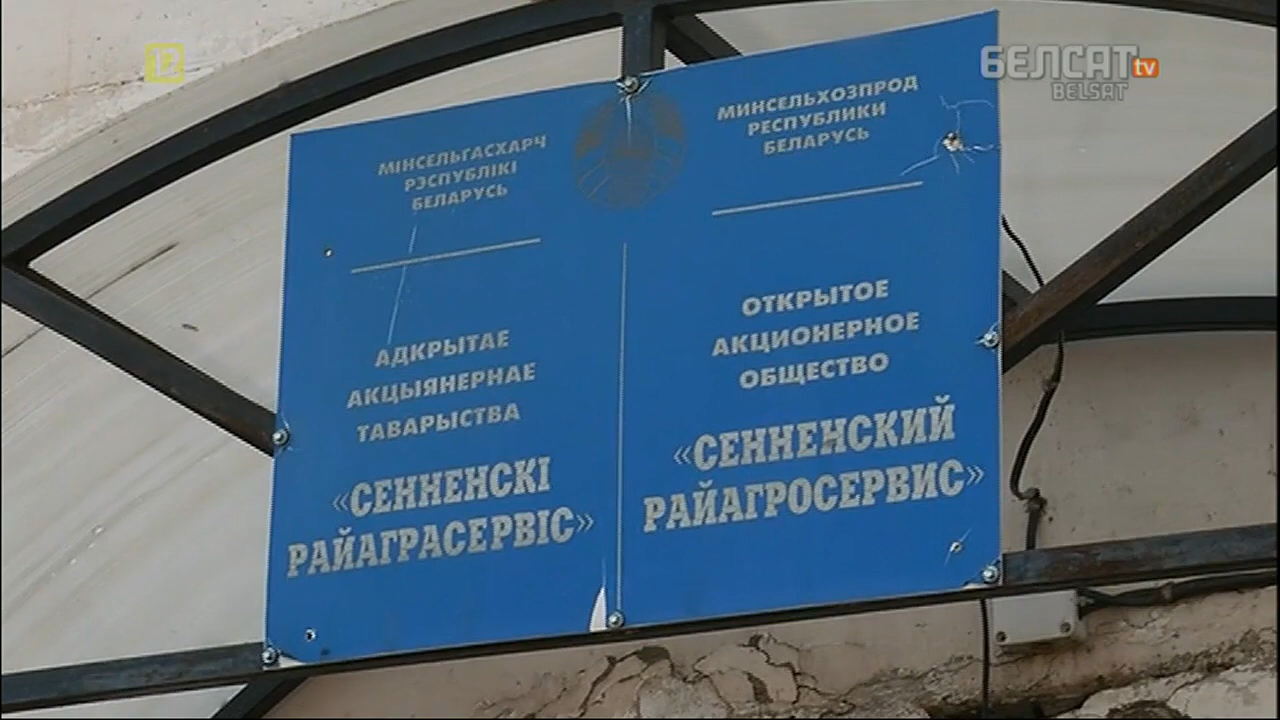 12
БЕЛСАТ tv
BELSAT
МІНСЕЛЬГАСХАРЧ
РЭСПУБЛІКІ
БЕЛАРУСЬ
АДКРЫТАЕ
АКЦЫЯНЕРНАЕ
ТАВАРЫСТВА
«СЕННЕНСКІ
РАЙАГРАСЕРВІС»
МИНСЕЛЬХОЗПРОД
РЕСПУБЛИКИ
БЕЛАРУСЬ
ОТКРЫТОЕ
АКЦИОНЕРНОЕ
ОБЩЕСТВО
«СЕННЕНСКИЙ
РАЙАГРОСЕРВИС»